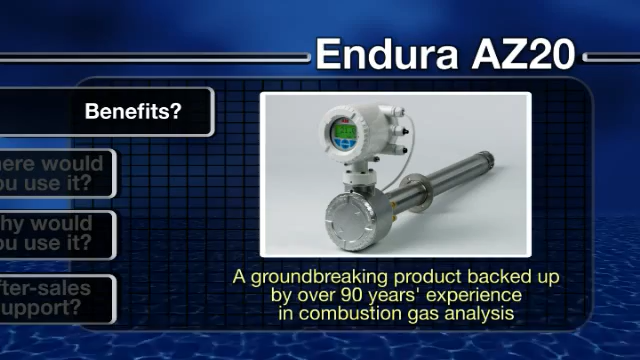 Endura AZ20
Benefits?
here would
ou use it?
hy would
ou use it?
fter-sales
upport?
A groundbreaking product backed up
by over 90 years' experience
in combustion gas analysis